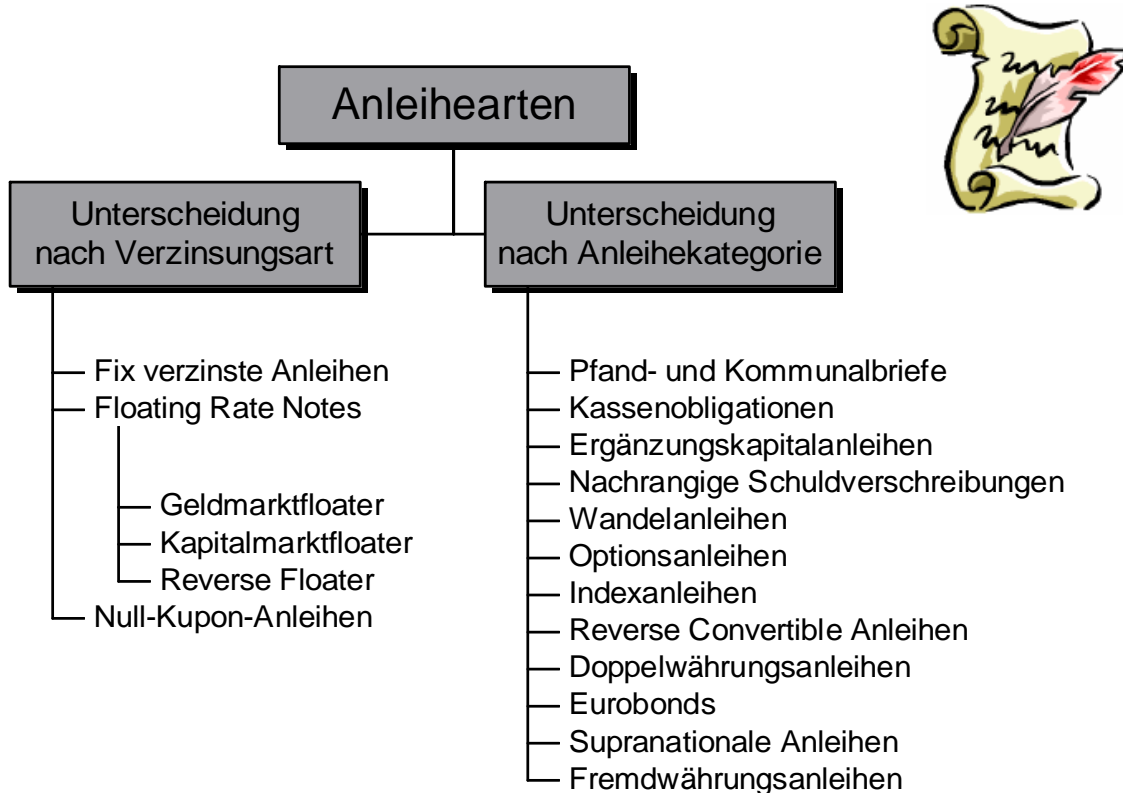 Anleihearten
Unterscheidung
nach Verzinsungsart
Fix verzinste Anleihen
Floating Rate Notes
Geldmarktfloater
Kapitalmarktfloater
Reverse Floater
Null-Kupon-Anleihen
Unterscheidung
nach Anleihekategorie
Pfand- und Kommunalbriefe
Kassenobligationen
Ergänzungskapitalanleihen
Nachrangige Schuldverschreibungen
Wandelanleihen
Optionsanleihen
Indexanleihen
Reverse Convertible Anleihen
Doppelwährungsanleihen
Eurobonds
Supranationale Anleihen
Fremdwährungsanleihen